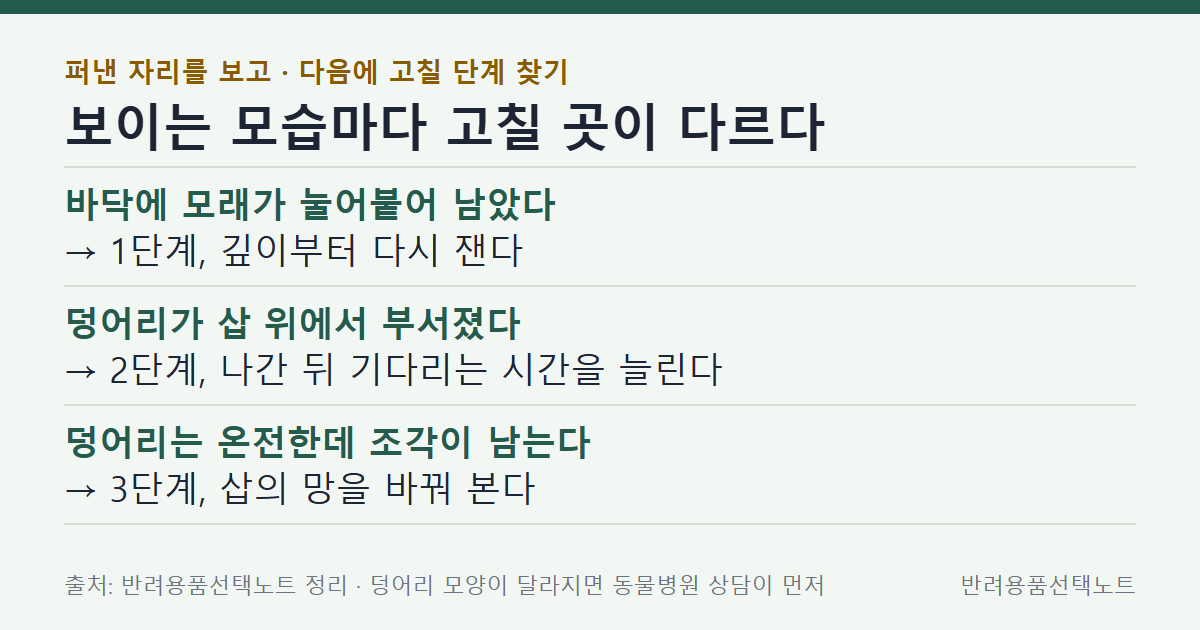 퍼낸 자리를 보고 · 다음에 고칠 단계 찾기
보이는 모습마다 고칠 곳이 다르다
바닥에 모래가 눌어붙어 남았다
→ 1단계, 깊이부터 다시 잰다
덩어리가 삽 위에서 부서졌다
→ 2단계, 나간 뒤 기다리는 시간을 늘린다
덩어리는 온전한데 조각이 남는다
→ 3단계, 삽의 망을 바꿔 본다
출처: 반려용품선택노트 정리 · 덩어리 모양이 달라지면 동물병원 상담이 먼저
반려용품선택노트